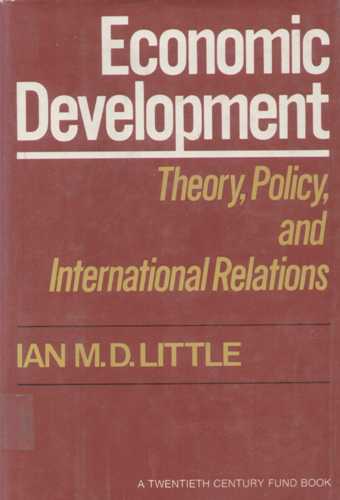 Economic
Development
Theory, Policy,
and
International Relations
IAN M.D. LITTLE
A TWENTIETH CENTURY FUND BOOK